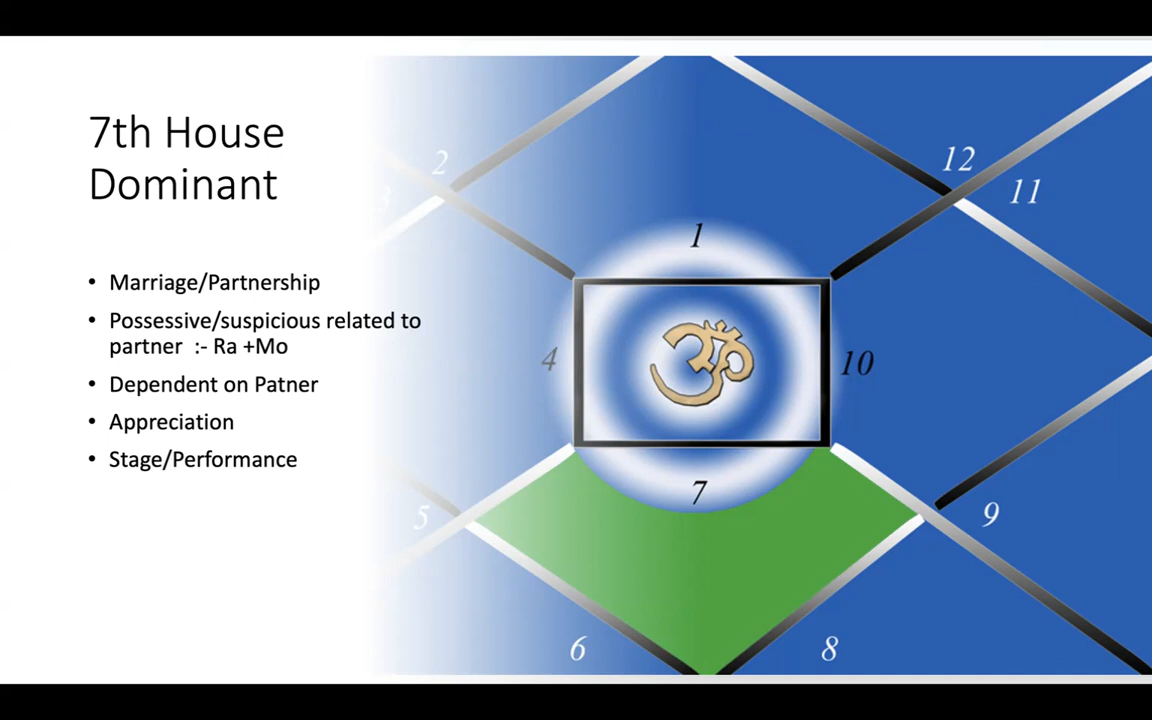 7th House
Dominant
• Marriage/Partnership
• Possessive/suspicious related to
partner :- Ra +Mo
• Dependent on Patner
• Appreciation
• Stage/Performance
2
3
12
11
1
ॐ
4
10
7
5
9
6
8